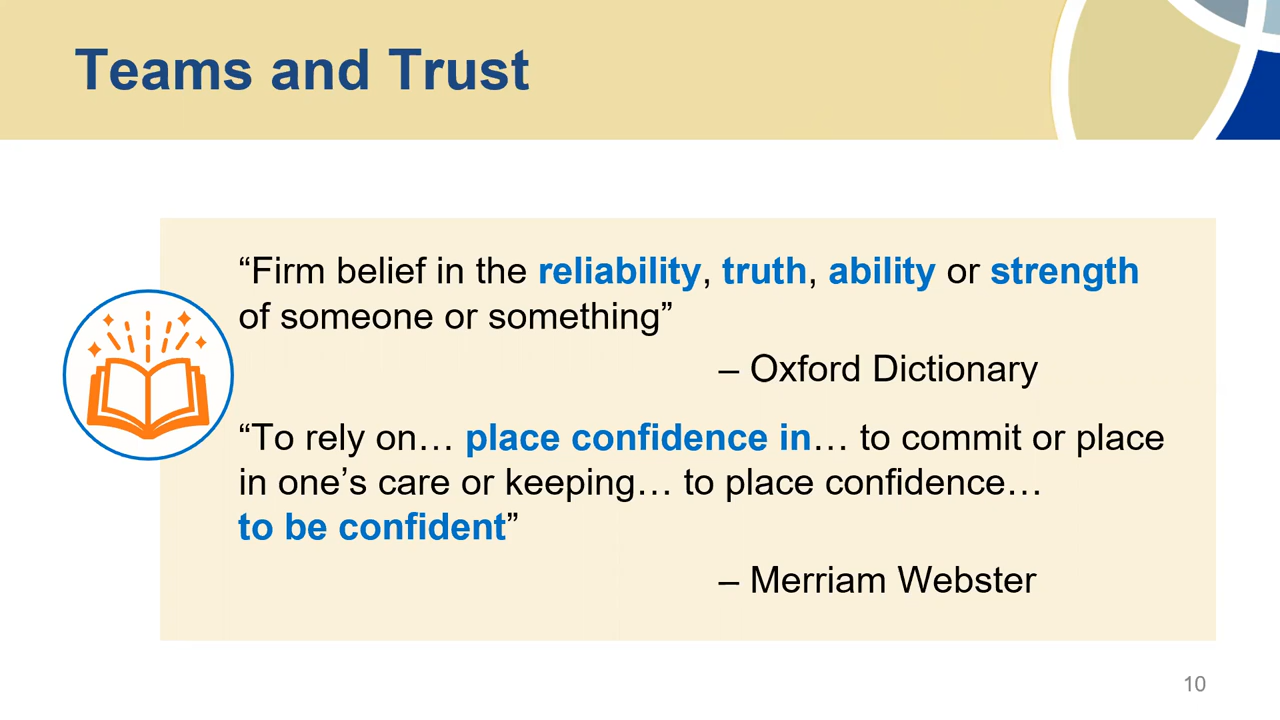 Teams and Trust
“Firm belief in the reliability, truth, ability or strength
of someone or something”
– Oxford Dictionary
“To rely on… place confidence in… to commit or place
in one’s care or keeping… to place confidence…
to be confident”
– Merriam Webster
10